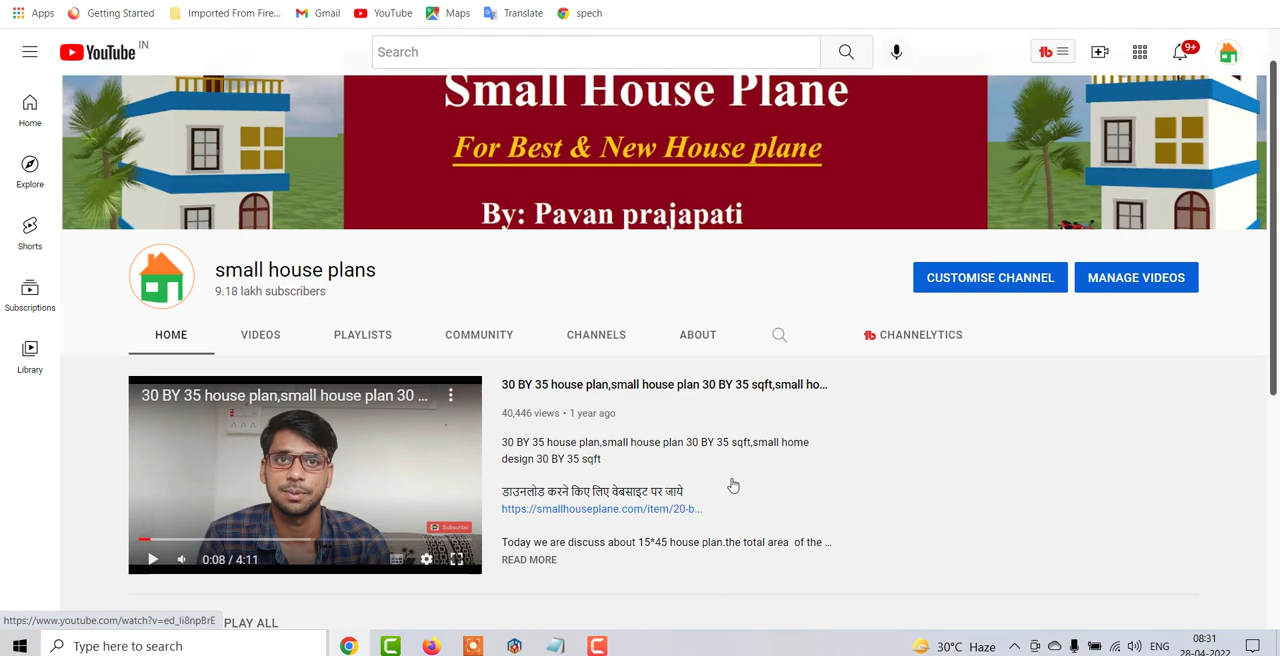 Apps
Getting Started
Imported From Fire...
Gmail
YouTube
Maps
Translate
spech
YouTube IN
Search
9+
Home
Explore
Shorts
Subscriptions
Library
Small House Plane
For Best & New House plane
By: Pavan prajapati
small house plans
9.18 lakh subscribers
CUSTOMISE CHANNEL
MANAGE VIDEOS
HOME
VIDEOS
PLAYLISTS
COMMUNITY
CHANNELS
ABOUT
CHANNELYTICS
30 BY 35 house plan,small house plan 30 ...
Subscribe
0:08 / 4:11
30 BY 35 house plan,small house plan 30 BY 35 sqft,small ho...
40,446 views • 1 year ago
30 BY 35 house plan,small house plan 30 BY 35 sqft,small home
design 30 BY 35 sqft
डाउनलोड करने किए लिए वेबसाइट पर जाये
https://smallhouseplane.com/item/20-b...
Today we are discuss about 15*45 house plan.the total area of the ...
READ MORE
https://www.youtube.com/watch?v=ed_Ii8npBrE
PLAY ALL
Type here to search
30°C Haze
ENG
08:31
28-04-2022